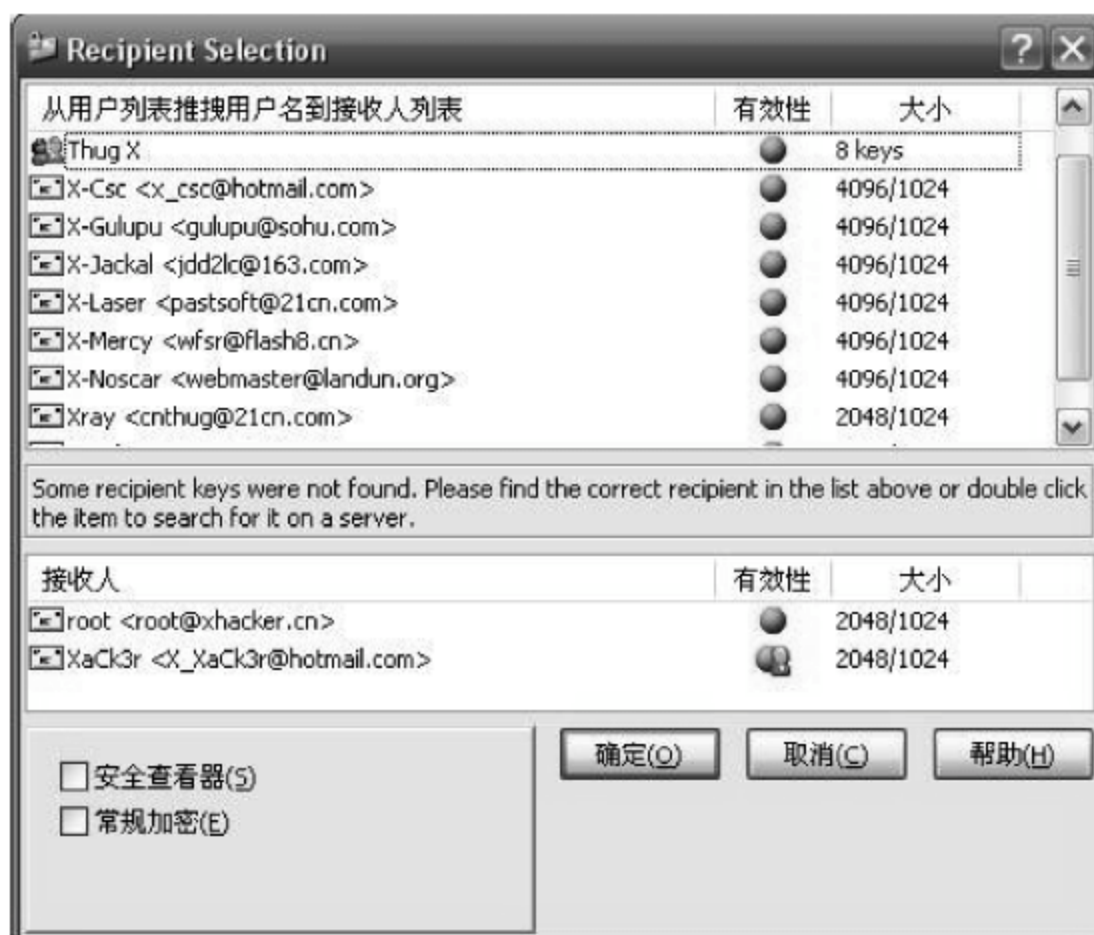 Recipient Selection
从用户列表推拽用户名到接收人列表 有效性 大小
Thug X 8 keys
X-Csc <x_csc@hotmail.com> 4096/1024
X-Gulupu <gulupu@sohu.com> 4096/1024
X-Jackal <jdd2lc@163.com> 4096/1024
X-Laser <pastsoft@21cn.com> 4096/1024
X-Mercy <wfsr@flash8.cn> 4096/1024
X-Noscar <webmaster@landun.org> 4096/1024
Xray <cnthug@21cn.com> 2048/1024
Some recipient keys were not found. Please find the correct recipient in the list above or double click
the item to search for it on a server.
接收人 有效性 大小
root <root@xhacker.cn> 2048/1024
XaCk3r <X_XaCk3r@hotmail.com> 2048/1024
确定(O) 取消(C) 帮助(H)
安全查看器(S)
常规加密(E)